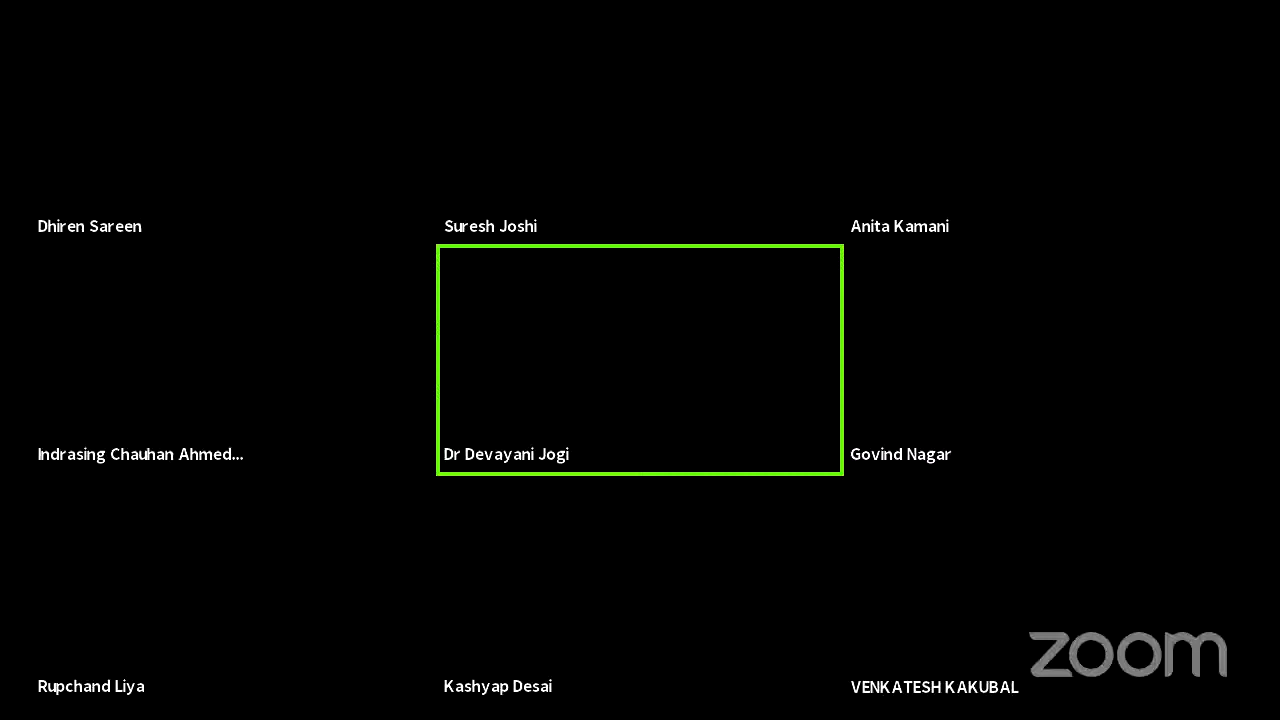 Dhiren Sareen
Suresh Joshi
Anita Kamani
Indrasing Chauhan Ahmed...
Dr Devayani Jogi
Govind Nagar
zoom
Rupchand Liya
Kashyap Desai
VENKATESH KAKUBAL